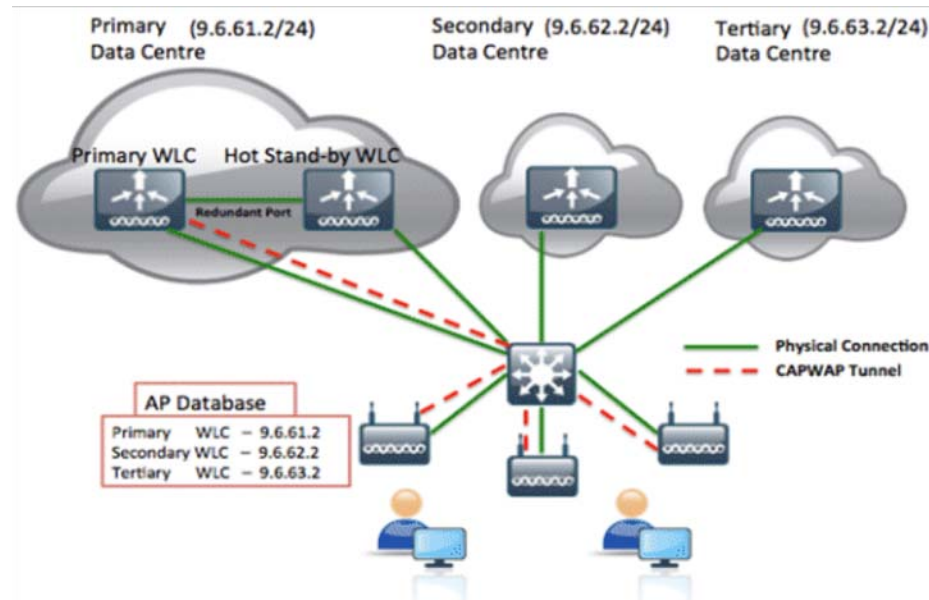 Primary (9.6.61.2/24)
Data Centre
Secondary (9.6.62.2/24)
Data Centre
Tertiary (9.6.63.2/24)
Data Centre
Primary WLC
Hot Stand-by WLC
Redundant Port
Physical Connection
CAPWAP Tunnel
AP Database
Primary WLC – 9.6.61.2
Secondary WLC – 9.6.62.2
Tertiary WLC – 9.6.63.2